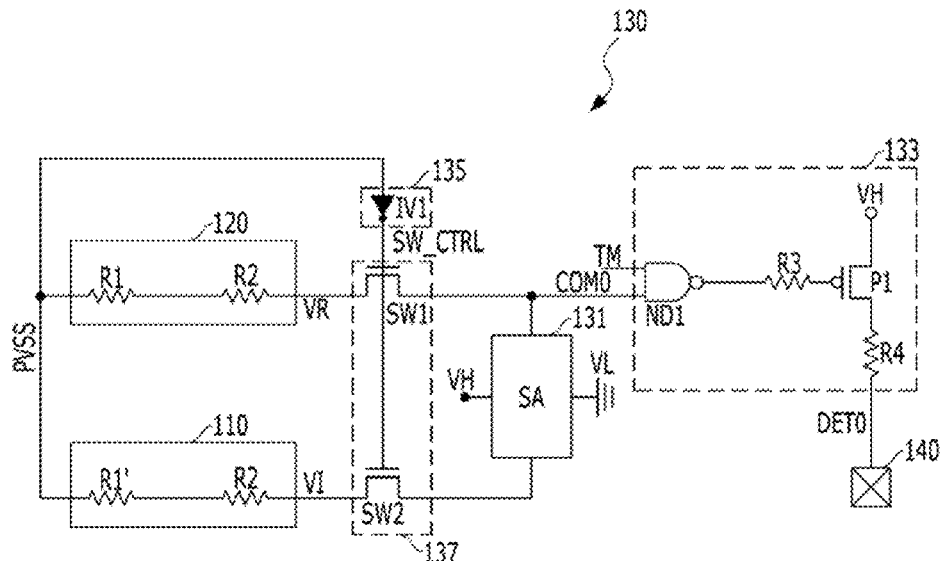 130
133
135
VH
IV1
120
SW_CTRL
TM
R1
R2
R3
P1
COM0
VR
SW1
ND1
131
PVSS
R4
VH
SA
VL
110
DET0
140
R1'
R2
VI
SW2
137